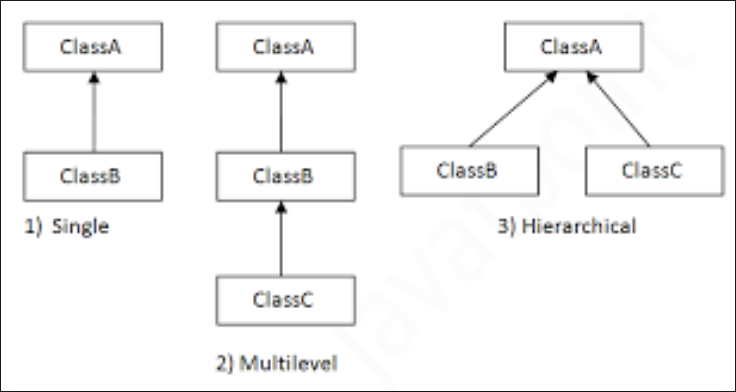 ClassA
ClassB
1) Single
ClassA
ClassB
ClassC
2) Multilevel
ClassA
ClassB
ClassC
3) Hierarchical